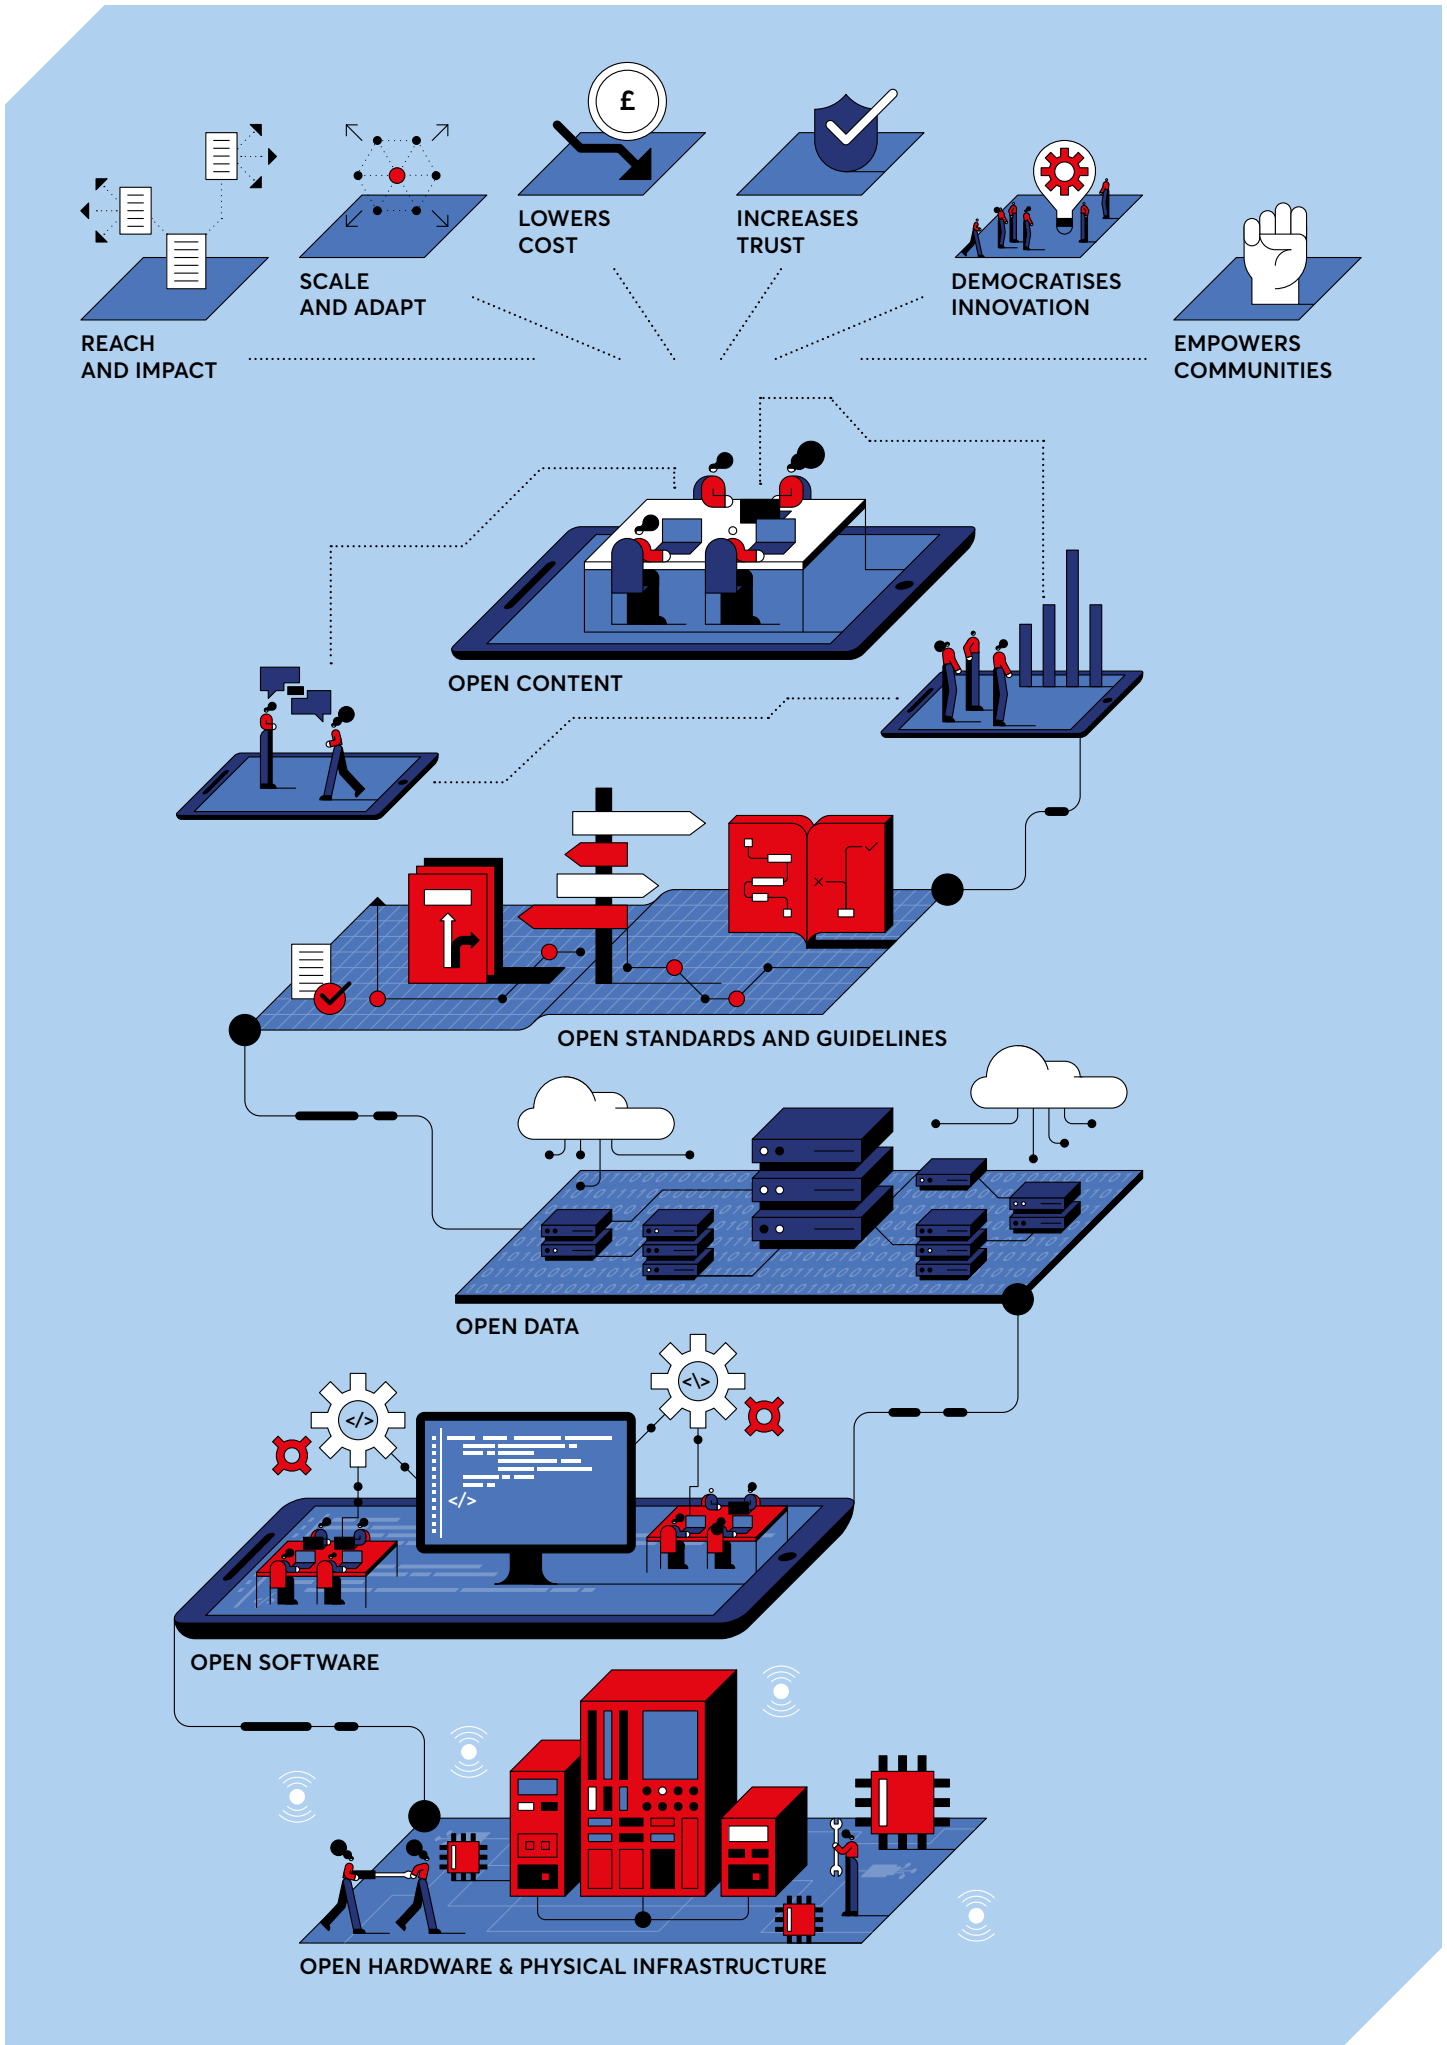 £
LOWERS
COST
INCREASES
TRUST
SCALE
AND ADAPT
DEMOCRATISES
INNOVATION
REACH
AND IMPACT
EMPOWERS
COMMUNITIES
OPEN CONTENT
OPEN STANDARDS AND GUIDELINES
OPEN DATA
<\>
</>
</>
OPEN SOFTWARE
OPEN HARDWARE & PHYSICAL INFRASTRUCTURE